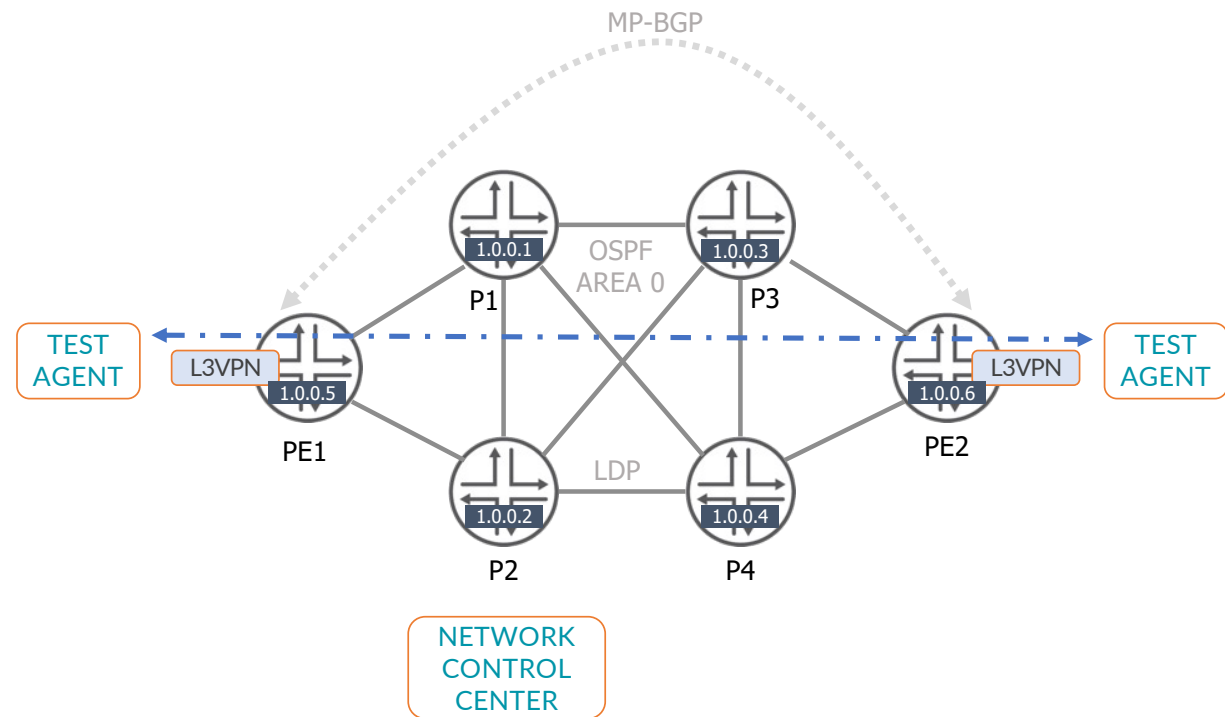 MP-BGP
1.0.0.1
P1
OSPF
AREA 0
1.0.0.3
P3
TEST
AGENT
L3VPN
1.0.0.5
PE1
L3VPN
1.0.0.6
PE2
TEST
AGENT
LDP
1.0.0.2
P2
1.0.0.4
P4
NETWORK
CONTROL
CENTER